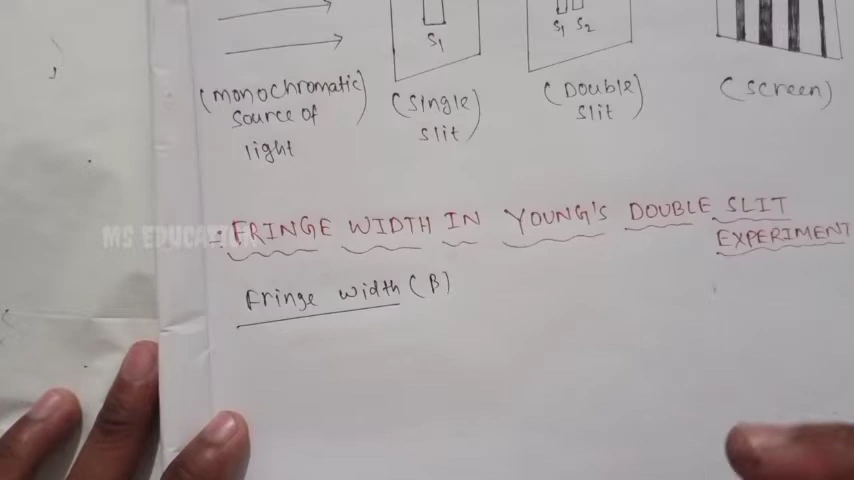 S1
S1 S2
(monochromatic)
source of
light
(single)
slit
(Double)
slit
(screen)
MS EDUCATION
:- FRINGE WIDTH IN YOUNG'S DOUBLE SLIT
EXPERIMENT
Fringe width (β)